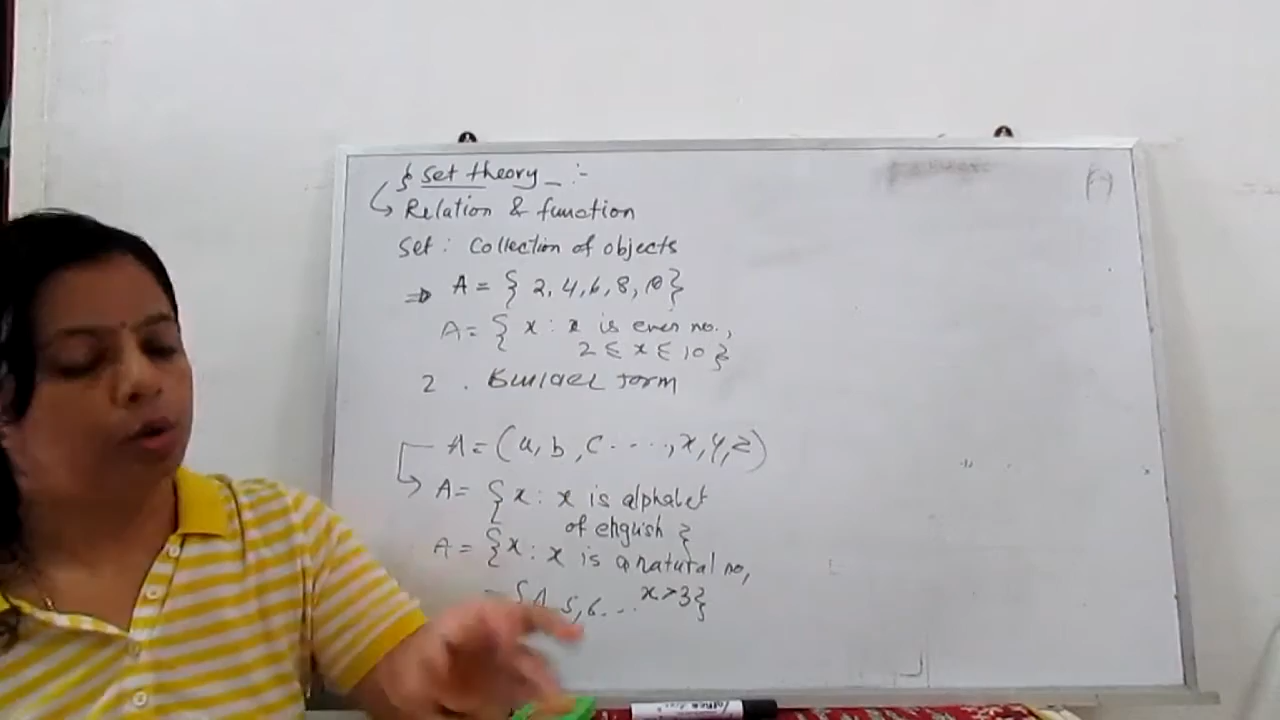 § Set theory _ :-
↳ Relation & function
Set : Collection of objects
⇒ A = { 2, 4, 6, 8, 10 }
A = { x : x is even no.,
2 ≤ x ≤ 10 }
2 . Builder form
A = (a, b, c ....., x, y, z)
A = { x : x is alphabet
of english }
A = { x : x is a natural no,
x > 3 }
= { 4, 5, 6...